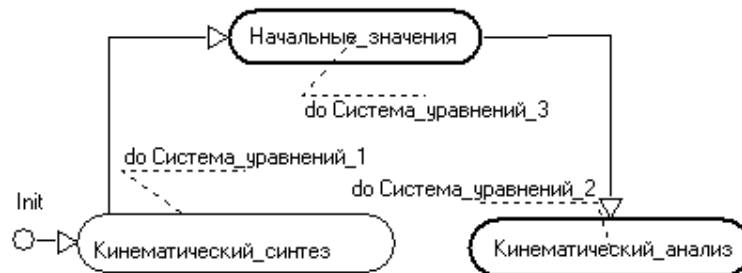 Начальные_значения
do Система_уравнений_3
do Система_уравнений_1
do Система_уравнений_2
Init
Кинематический_синтез
Кинематический_анализ